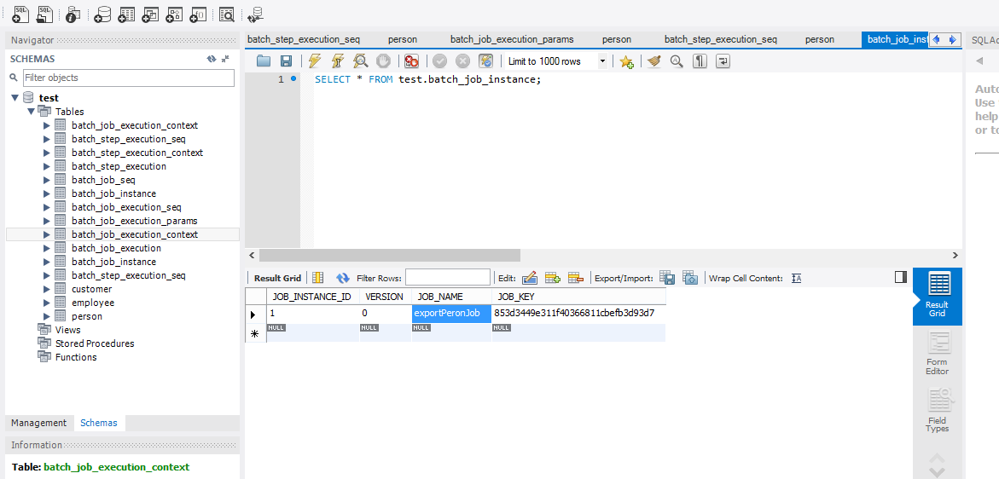 batch_step_execution_seq person batch_job_execution_params person batch_step_execution_seq person batch_job_inst
SQL
SQL
Navigator
SCHEMAS
Filter objects
test
Tables
batch_job_execution_context
batch_step_execution_seq
batch_step_execution_context
batch_step_execution
batch_job_seq
batch_job_instance
batch_job_execution_seq
batch_job_execution_params
batch_job_execution_context
batch_job_execution
batch_job_instance
batch_step_execution_seq
customer
employee
person
Views
Stored Procedures
Functions
Management Schemas
Information
Table: batch_job_execution_context
Limit to 1000 rows
1 SELECT * FROM test.batch_job_instance;
Result Grid Filter Rows: Edit: Export/Import: Wrap Cell Content:
JOB_INSTANCE_ID VERSION JOB_NAME JOB_KEY
1 0 exportPeronJob 853d3449e311f40366811cbefb3d93d7
NULL NULL NULL NULL
Result
Grid
Form
Editor
Field
Types
SQLAc
Auto
Use
help
or to